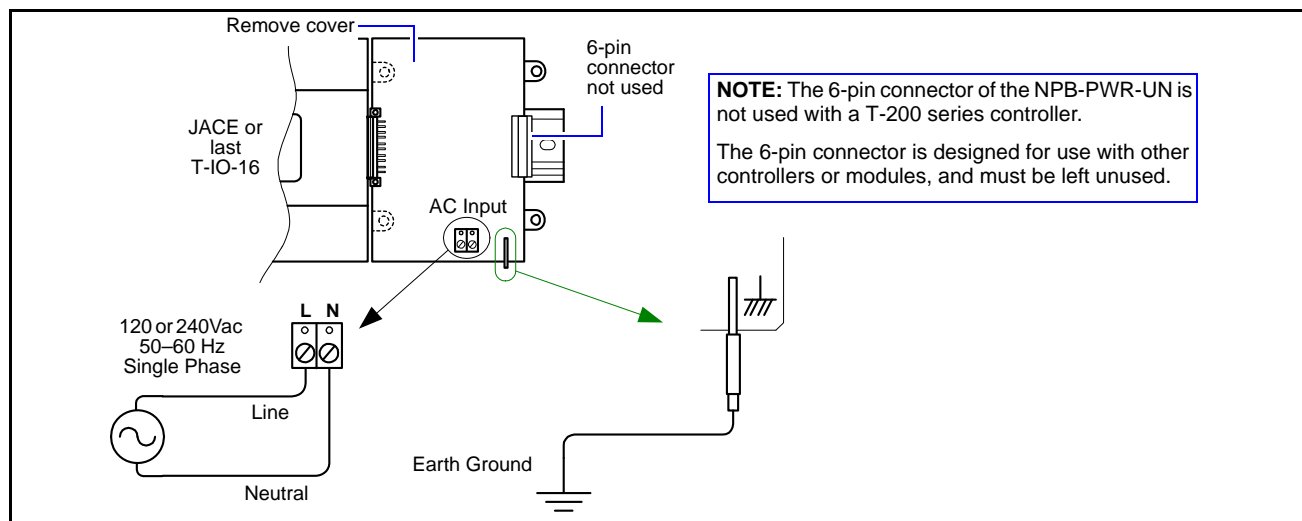 Remove cover
6-pin
connector
not used
JACE or
last
T-IO-16
AC Input
NOTE: The 6-pin connector of the NPB-PWR-UN is
not used with a T-200 series controller.
The 6-pin connector is designed for use with other
controllers or modules, and must be left unused.
L N
120 or 240Vac
50–60 Hz
Single Phase
Line
Neutral
Earth Ground